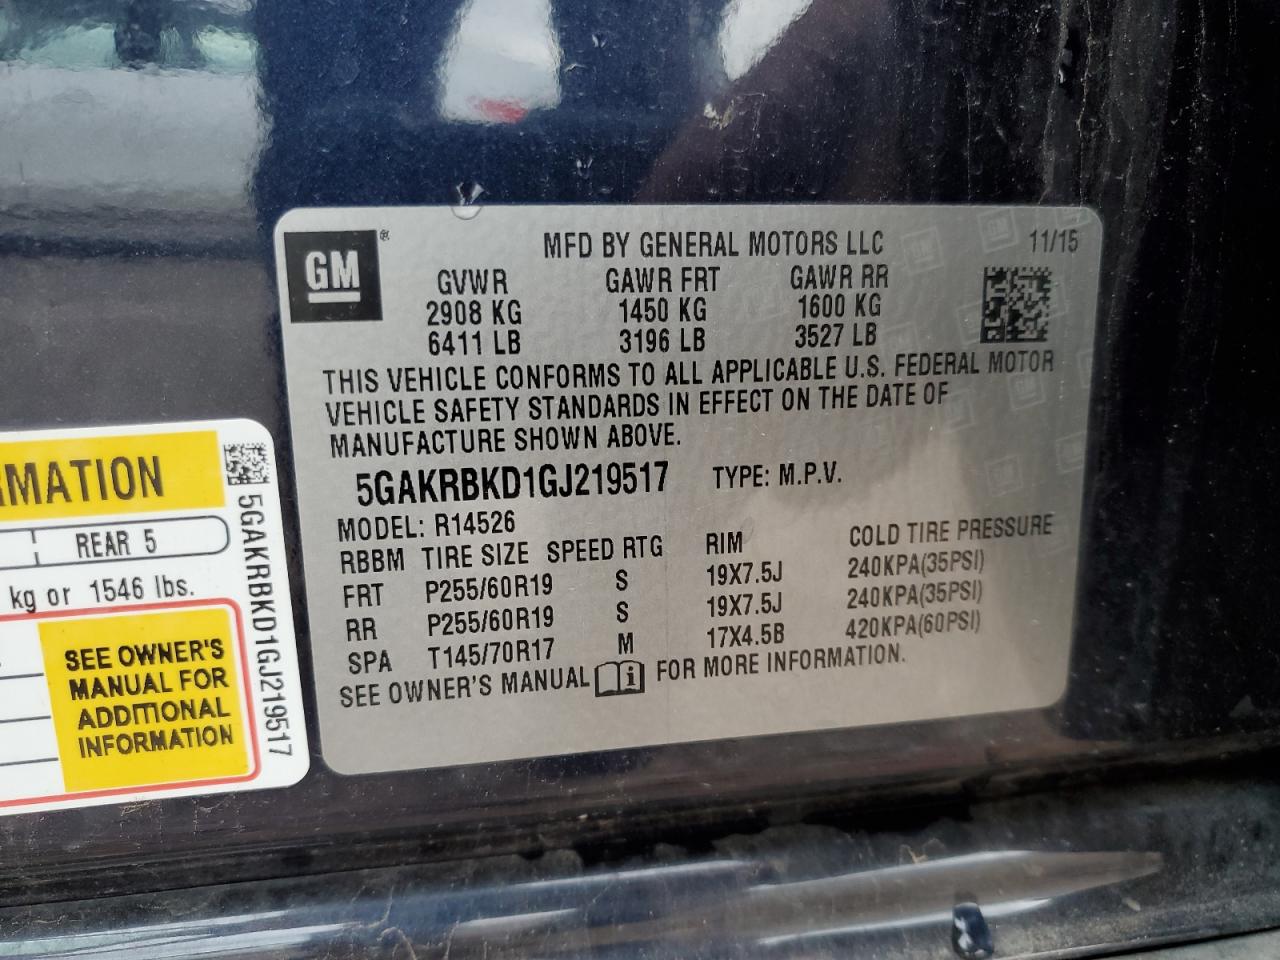 GM ®
MFD BY GENERAL MOTORS LLC 11/15
GVWR GAWR FRT GAWR RR
2908 KG 1450 KG 1600 KG
6411 LB 3196 LB 3527 LB
THIS VEHICLE CONFORMS TO ALL APPLICABLE U.S. FEDERAL MOTOR
VEHICLE SAFETY STANDARDS IN EFFECT ON THE DATE OF
MANUFACTURE SHOWN ABOVE.
5GAKRBKD1GJ219517 TYPE: M.P.V.
MODEL: R14526
RBBM TIRE SIZE SPEED RTG RIM COLD TIRE PRESSURE
FRT P255/60R19 S 19X7.5J 240KPA(35PSI)
RR P255/60R19 S 19X7.5J 240KPA(35PSI)
SPA T145/70R17 M 17X4.5B 420KPA(60PSI)
SEE OWNER'S MANUAL i FOR MORE INFORMATION.
RMATION
REAR 5
kg or 1546 lbs.
SEE OWNER'S
MANUAL FOR
ADDITIONAL
INFORMATION
5GAKRBKD1GJ219517